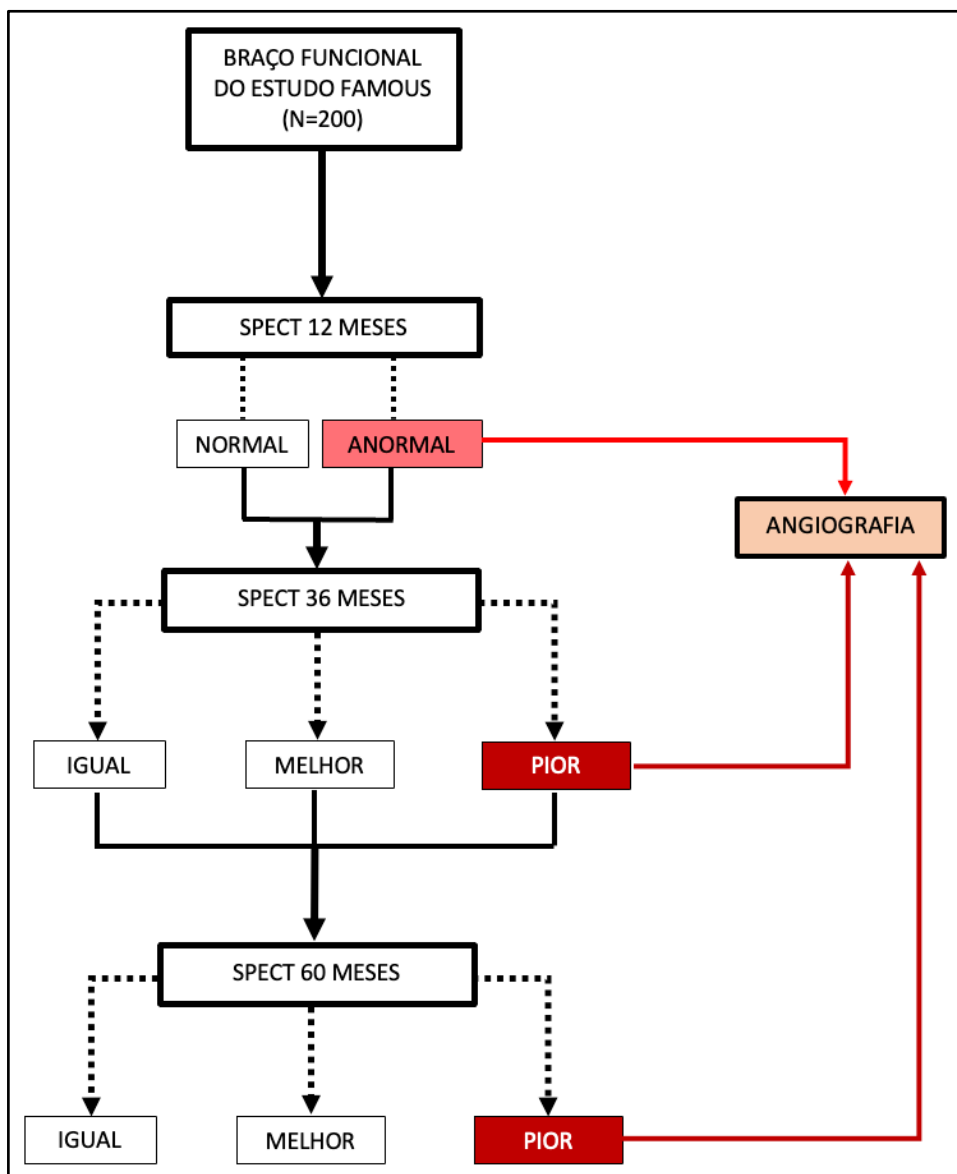 BRAÇO FUNCIONAL
DO ESTUDO FAMOUS
(N=200)
SPECT 12 MESES
NORMAL
ANORMAL
ANGIOGRAFIA
SPECT 36 MESES
IGUAL
MELHOR
PIOR
SPECT 60 MESES
IGUAL
MELHOR
PIOR